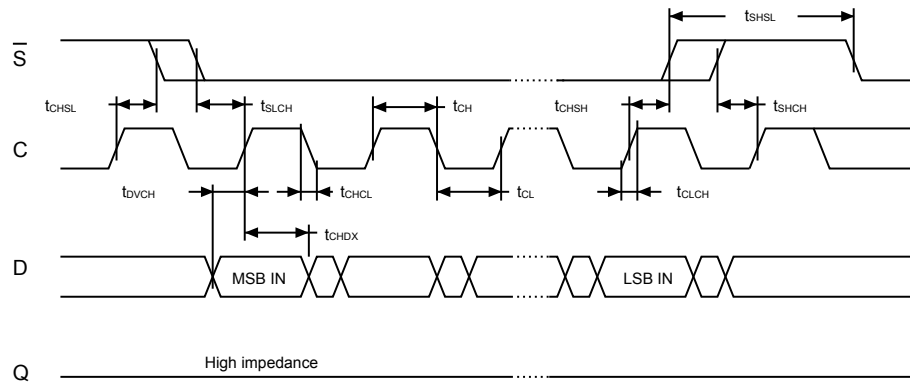 tSHSL
S
tCHSL
tSLCH
tCH
tCHSH
tSHCH
C
tDVCH
tCHCL
tCL
tCLCH
tCHDX
D
MSB IN
LSB IN
High impedance
Q